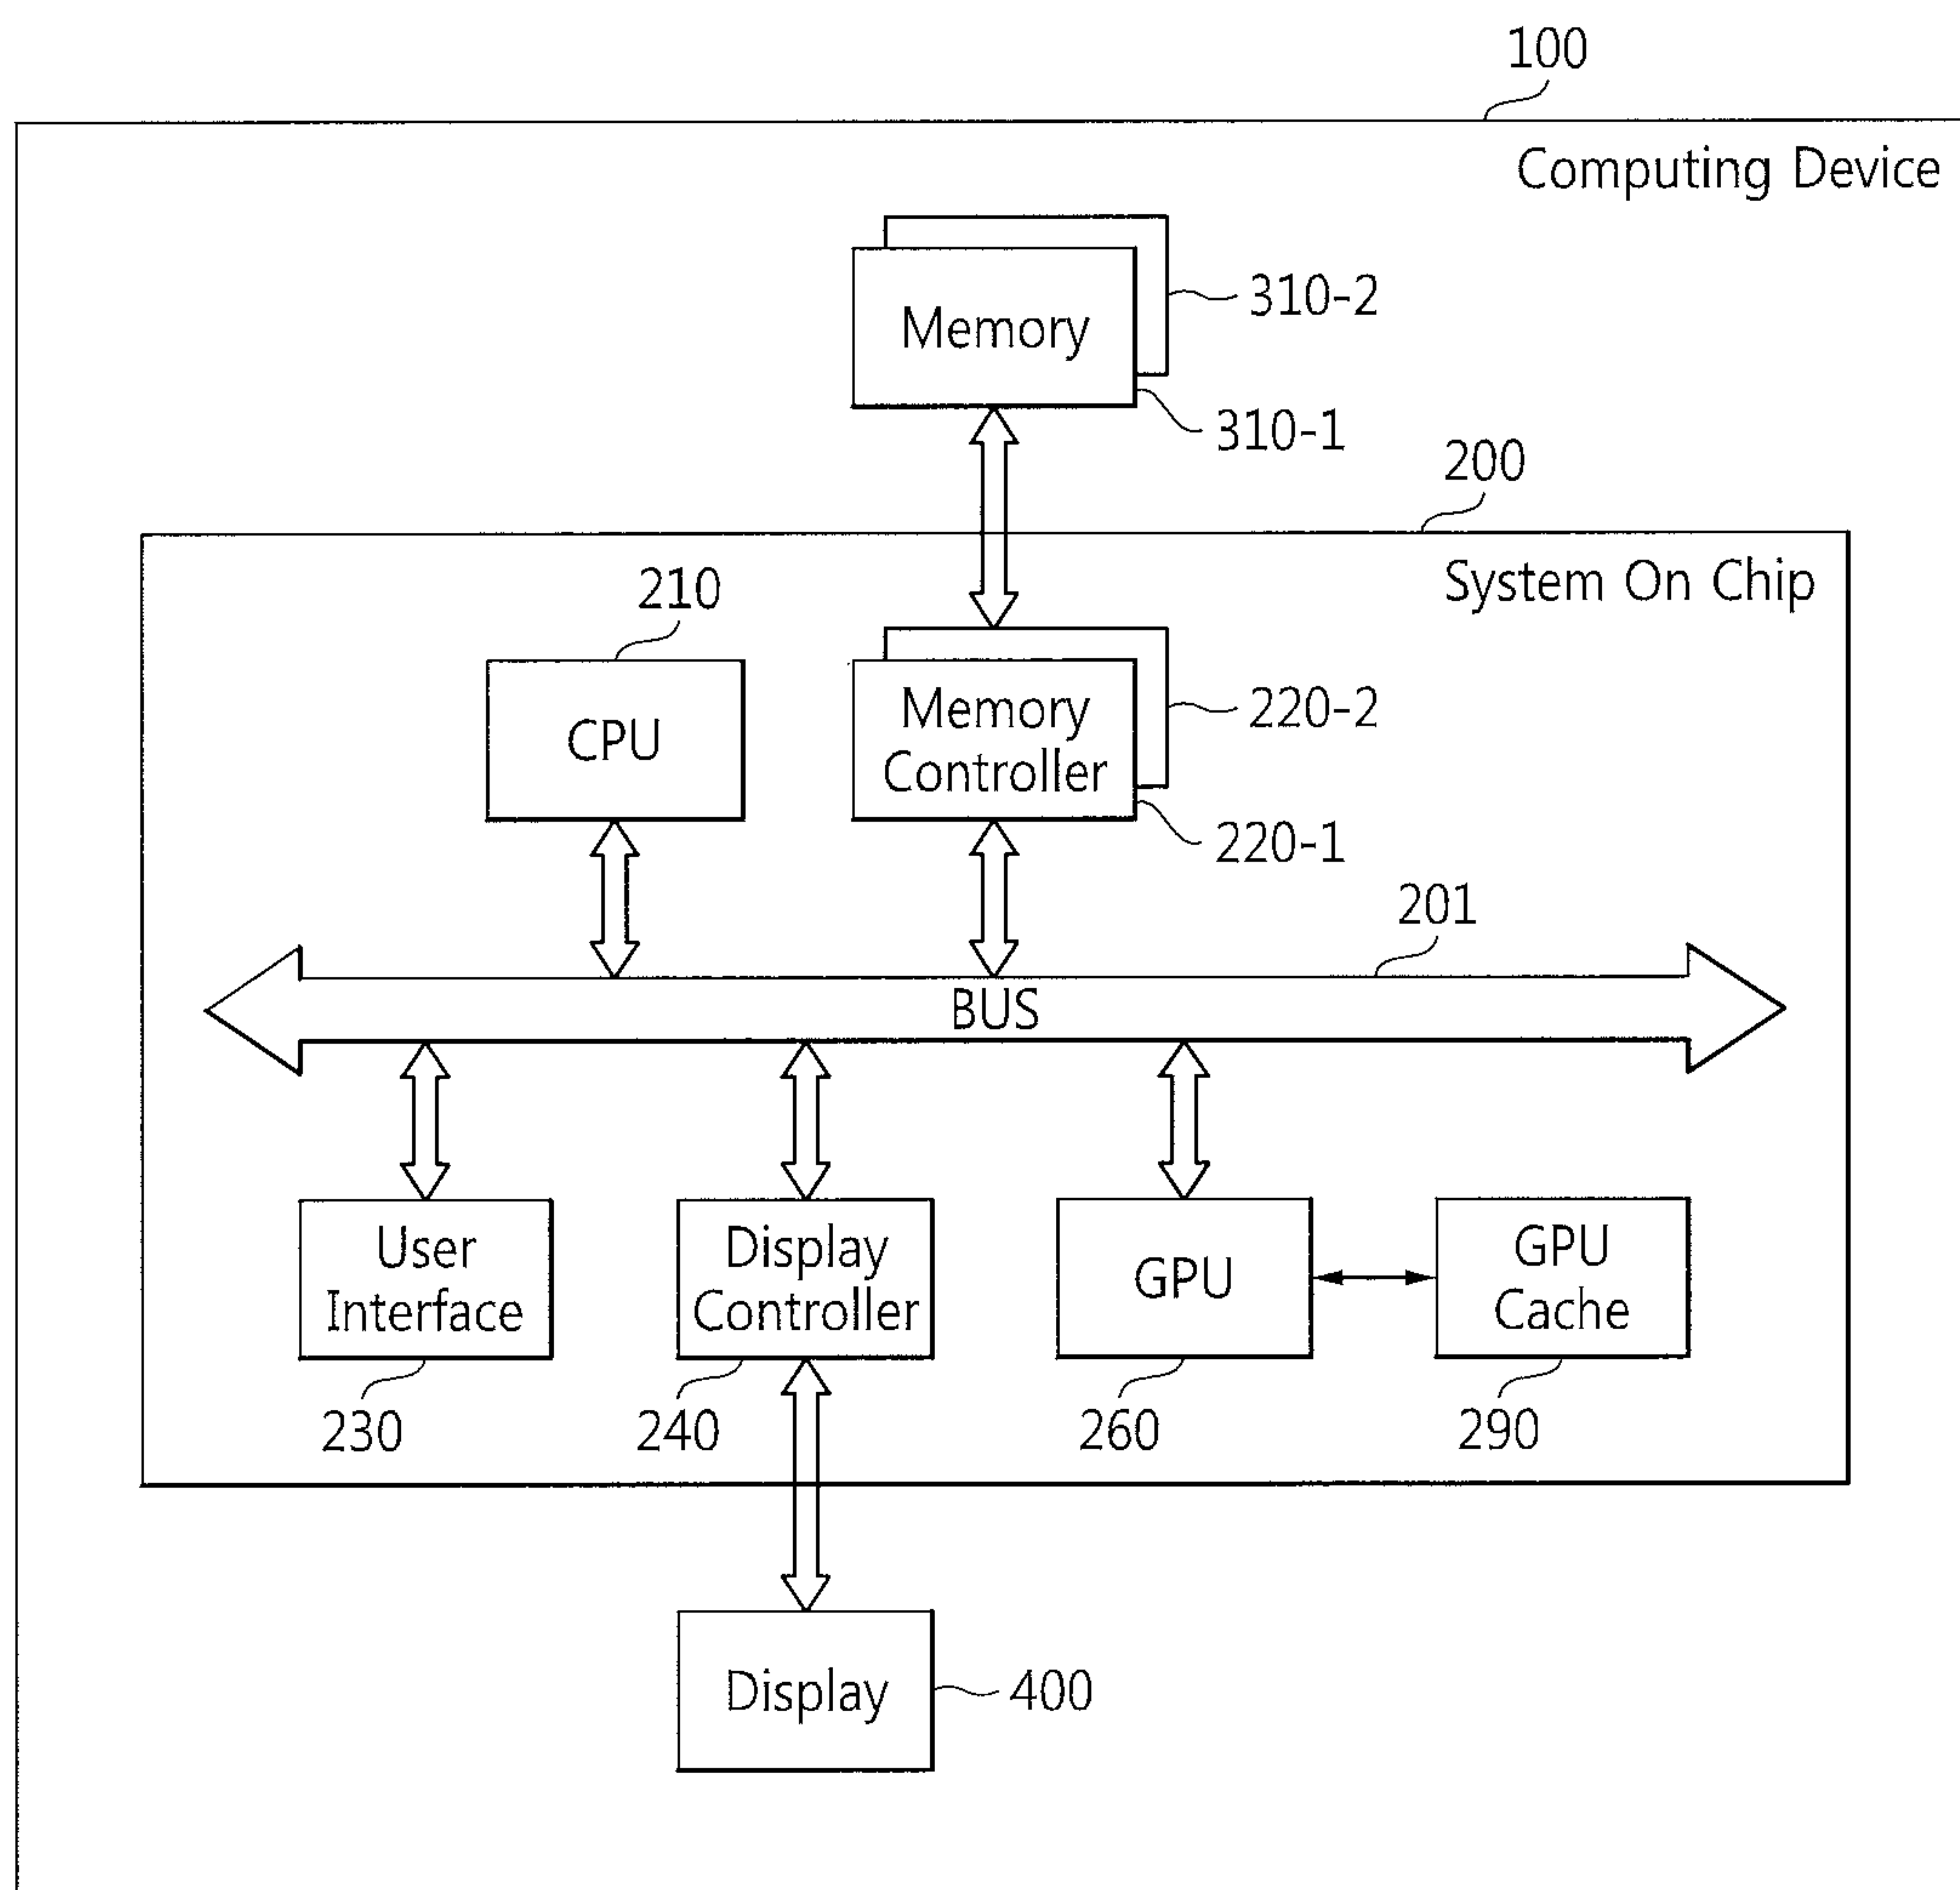 100
Computing Device
310-2
Memory
310-1
200
System On Chip
210
220-2
CPU
Memory
Controller
220-1
201
BUS
User
Interface
Display
Controller
GPU
GPU
Cache
230
240
260
290
Display
400